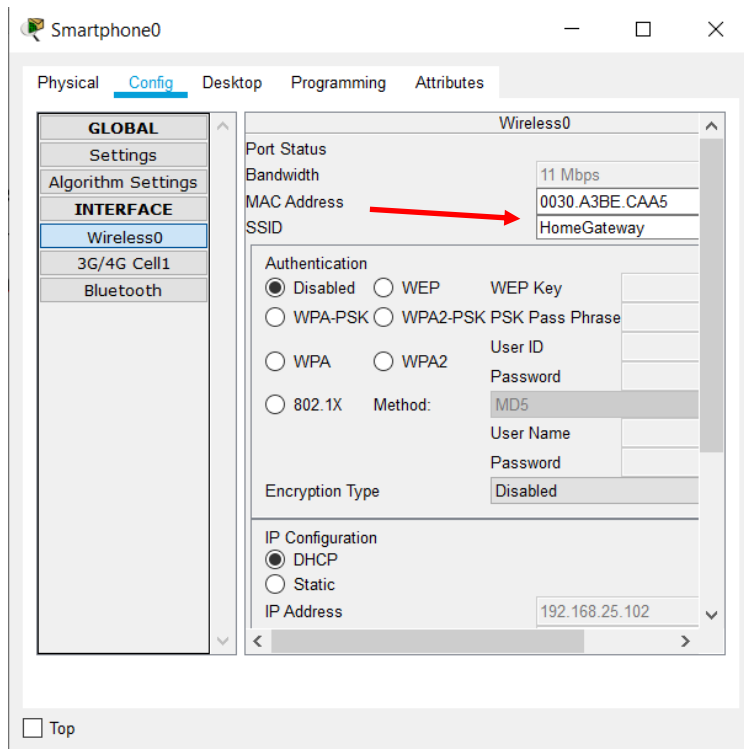 Smartphone0
Physical Config Desktop Programming Attributes
GLOBAL
Settings
Algorithm Settings
INTERFACE
Wireless0
3G/4G Cell1
Bluetooth
Wireless0
Port Status
Bandwidth 11 Mbps
MAC Address 0030.A3BE.CAA5
SSID HomeGateway
Authentication
Disabled WEP WEP Key
WPA-PSK WPA2-PSK PSK Pass Phrase
User ID
WPA WPA2
Password
802.1X Method: MD5
User Name
Password
Encryption Type Disabled
IP Configuration
DHCP
Static
IP Address 192.168.25.102
Top